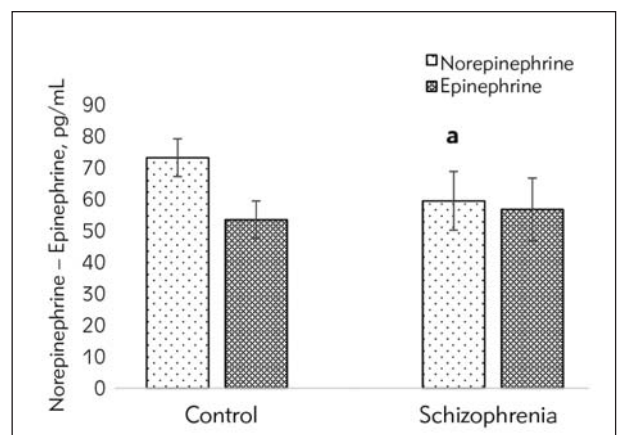 Norepinephrine
Epinephrine
Norepinephrine – Epinephrine, pg/mL
90
80
70
60
50
40
30
20
10
0
a
Control
Schizophrenia